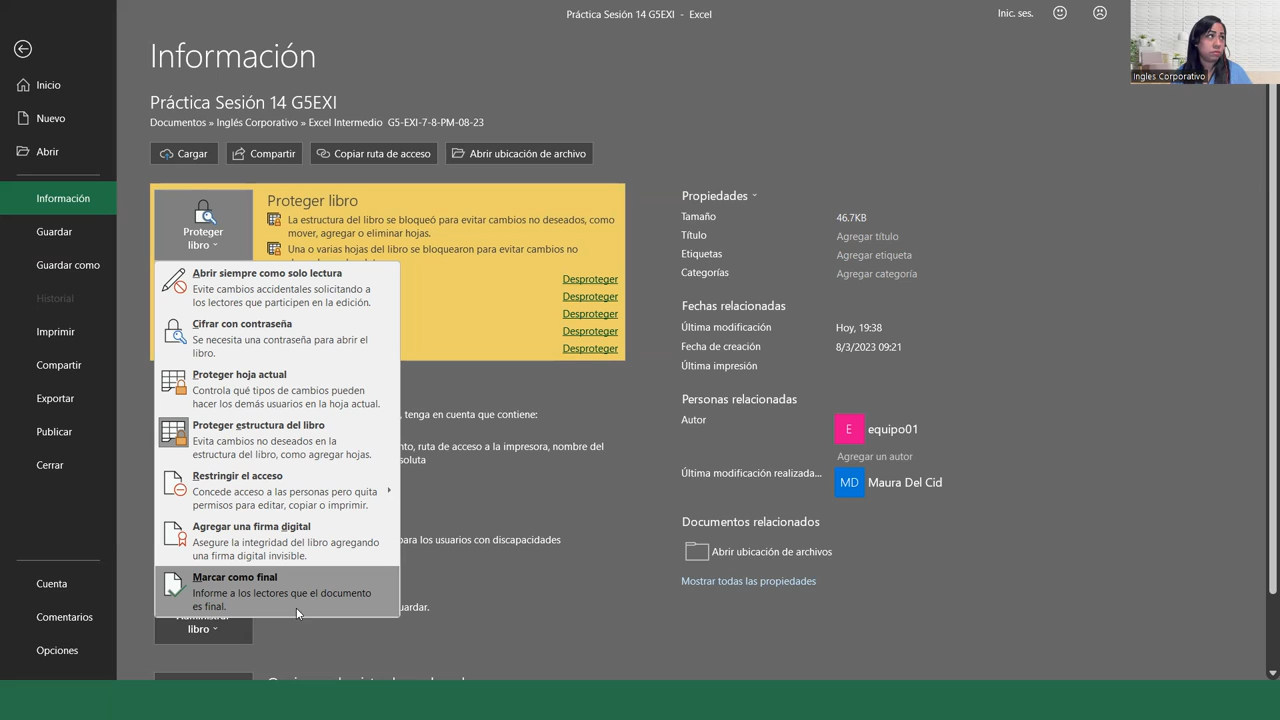 Práctica Sesión 14 G5EXI - Excel
Inic. ses.
Ingles Corporativo
Inicio
Nuevo
Abrir
Información
Guardar
Guardar como
Historial
Imprimir
Compartir
Exportar
Publicar
Cerrar
Cuenta
Comentarios
Opciones
Información
Práctica Sesión 14 G5EXI
Documentos » Inglés Corporativo » Excel Intermedio G5-EXI-7-8-PM-08-23
Cargar
Compartir
Copiar ruta de acceso
Abrir ubicación de archivo
Proteger
libro
Proteger libro
La estructura del libro se bloqueó para evitar cambios no deseados, como
mover, agregar o eliminar hojas.
Una o varias hojas del libro se bloquearon para evitar cambios no
Desproteger
Desproteger
Desproteger
Desproteger
Desproteger
Abrir siempre como solo lectura
Evite cambios accidentales solicitando a
los lectores que participen en la edición.
Cifrar con contraseña
Se necesita una contraseña para abrir el
libro.
Proteger hoja actual
Controla qué tipos de cambios pueden
hacer los demás usuarios en la hoja actual.
Proteger estructura del libro
Evita cambios no deseados en la
estructura del libro, como agregar hojas.
Restringir el acceso
Concede acceso a las personas pero quita
permisos para editar, copiar o imprimir.
Agregar una firma digital
Asegure la integridad del libro agregando
una firma digital invisible.
Marcar como final
Informe a los lectores que el documento
es final.
, tenga en cuenta que contiene:
nto, ruta de acceso a la impresora, nombre del
soluta
para los usuarios con discapacidades
uardar.
libro
Propiedades
Tamaño 46.7KB
Título Agregar título
Etiquetas Agregar etiqueta
Categorías Agregar categoría
Fechas relacionadas
Última modificación Hoy, 19:38
Fecha de creación 8/3/2023 09:21
Última impresión
Personas relacionadas
Autor E equipo01
Agregar un autor
Última modificación realizada... MD Maura Del Cid
Documentos relacionados
Abrir ubicación de archivos
Mostrar todas las propiedades